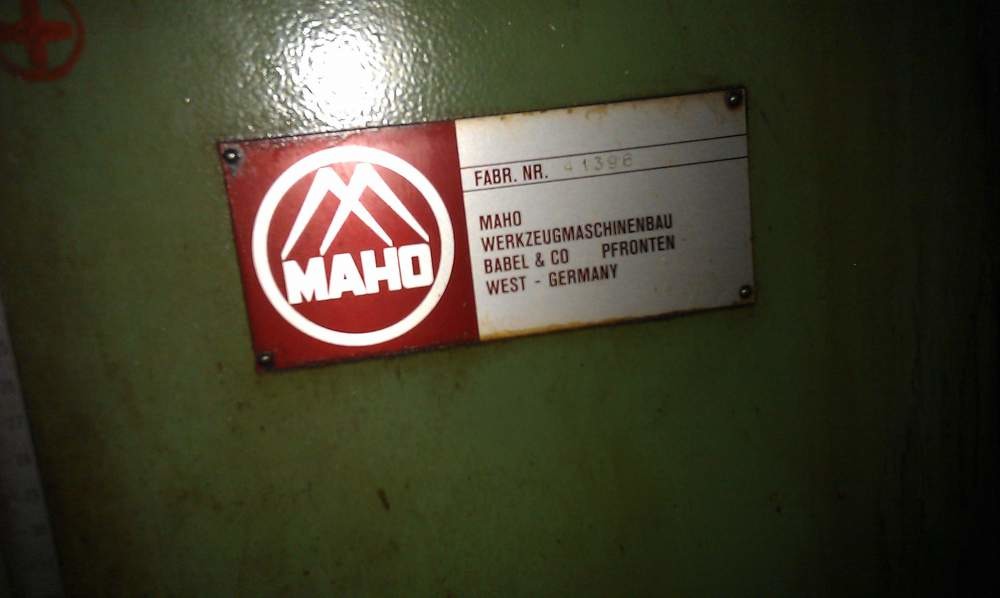 MAHO
FABR. NR. 41396
MAHO
WERKZEUGMASCHINENBAU
BABEL & CO PFRONTEN
WEST - GERMANY